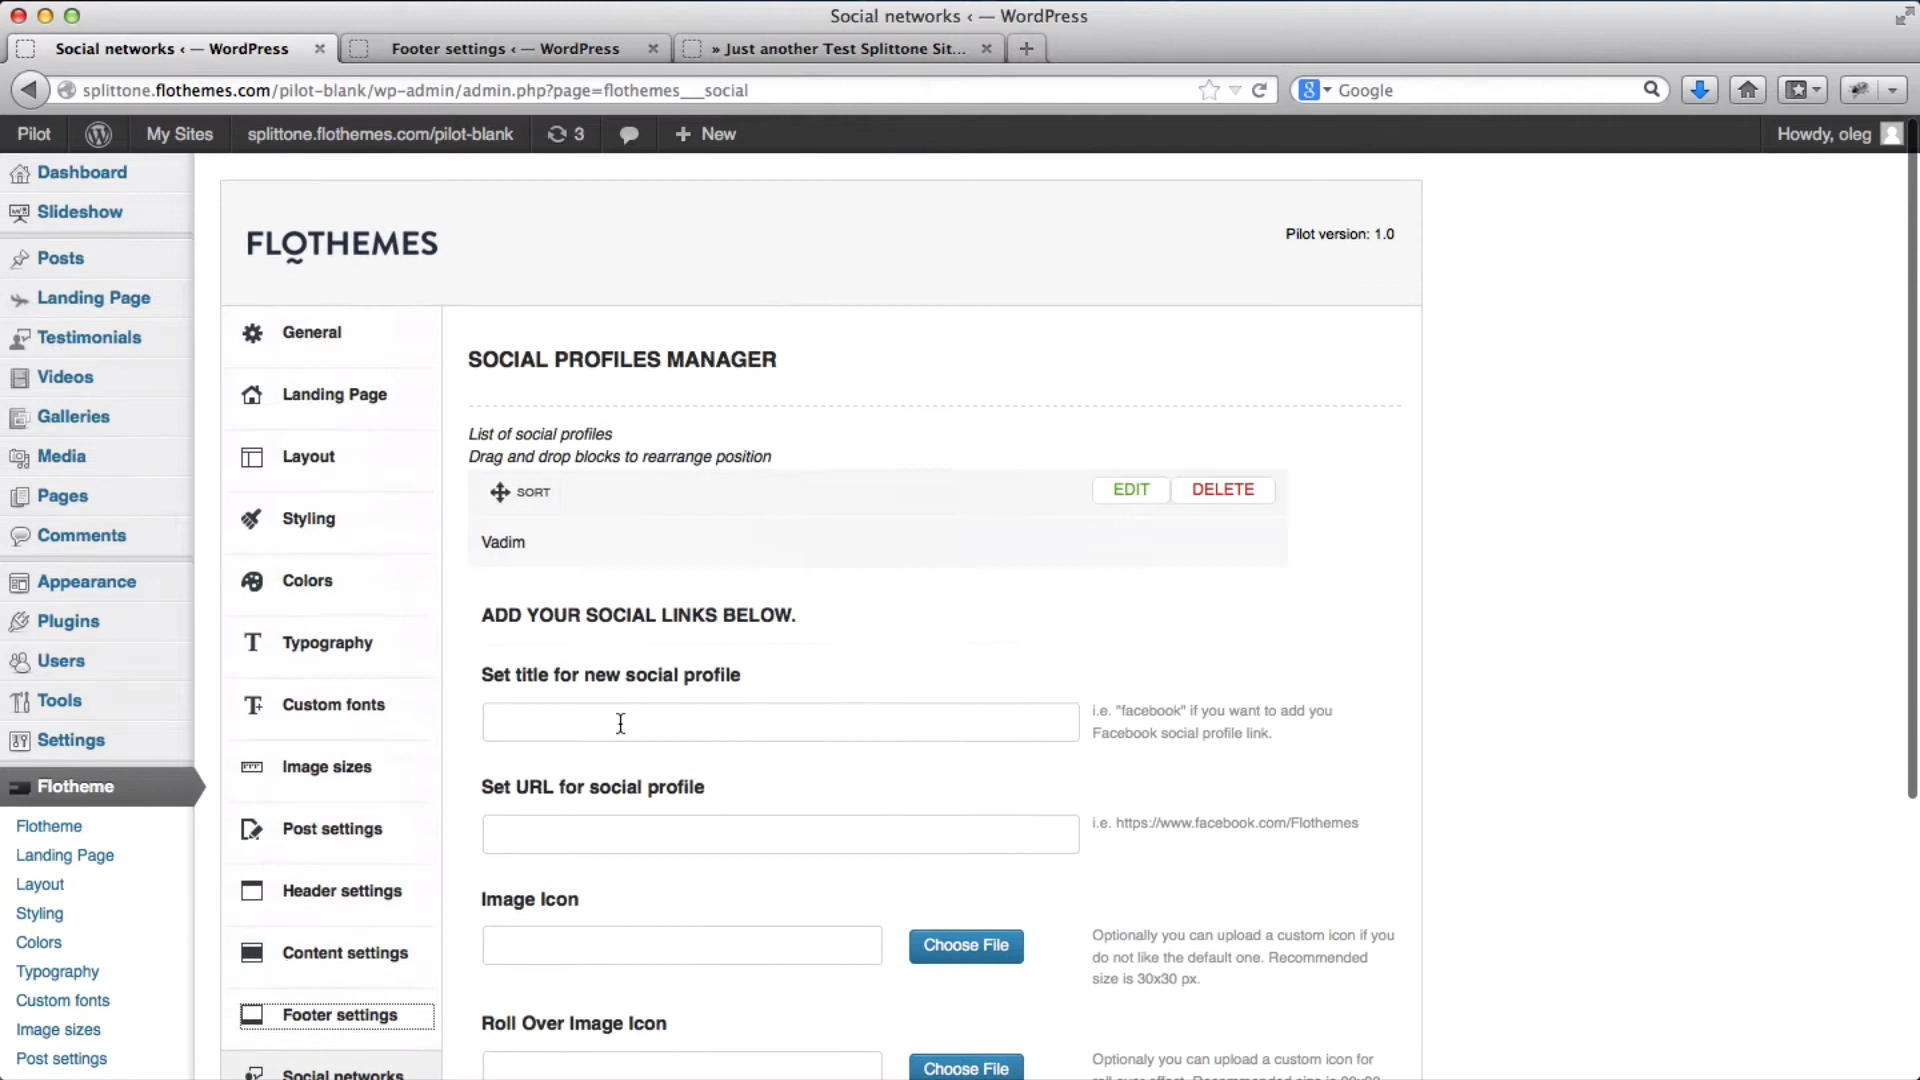 Social networks ‹ — WordPress
Social networks ‹ — WordPress
Footer settings ‹ — WordPress
» Just another Test Splittone Sit...
splittone.flothemes.com/pilot-blank/wp-admin/admin.php?page=flothemes___social
Google
Pilot
My Sites
splittone.flothemes.com/pilot-blank
3
+ New
Howdy, oleg
Dashboard
Slideshow
Posts
Landing Page
Testimonials
Videos
Galleries
Media
Pages
Comments
Appearance
Plugins
Users
Tools
Settings
Flotheme
Flotheme
Landing Page
Layout
Styling
Colors
Typography
Custom fonts
Image sizes
Post settings
FLOTHEMES
Pilot version: 1.0
General
Landing Page
Layout
Styling
Colors
Typography
Custom fonts
Image sizes
Post settings
Header settings
Content settings
Footer settings
Social networks
SOCIAL PROFILES MANAGER
List of social profiles
Drag and drop blocks to rearrange position
SORT
EDIT
DELETE
Vadim
ADD YOUR SOCIAL LINKS BELOW.
Set title for new social profile
i.e. "facebook" if you want to add you
Facebook social profile link.
Set URL for social profile
i.e. https://www.facebook.com/Flothemes
Image Icon
Choose File
Optionally you can upload a custom icon if you
do not like the default one. Recommended
size is 30x30 px.
Roll Over Image Icon
Choose File
Optionaly you can upload a custom icon for